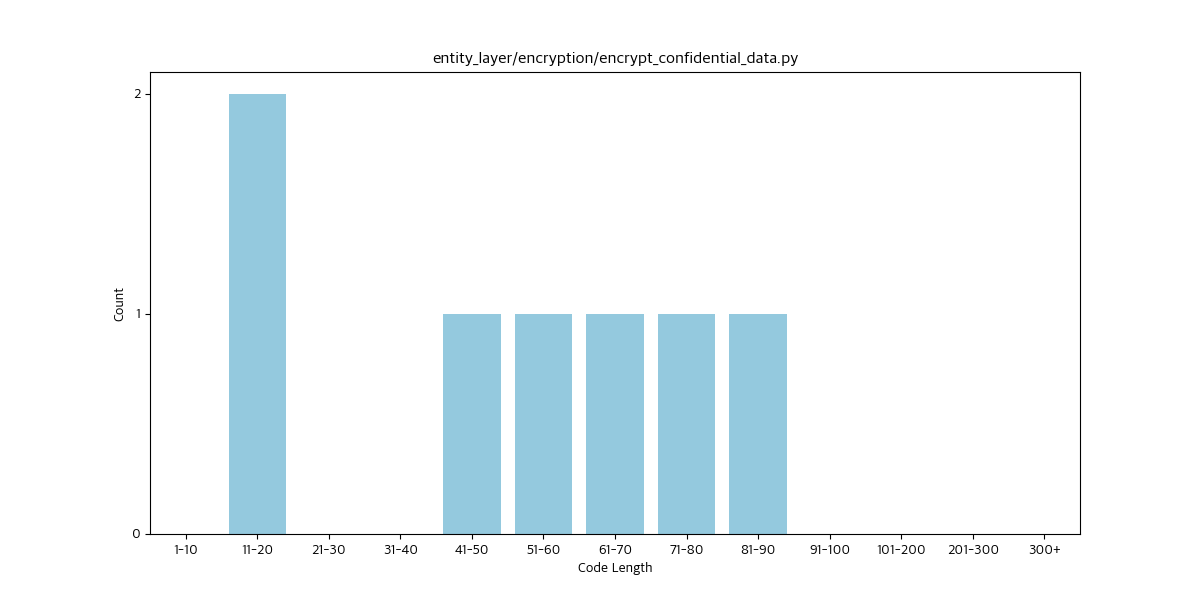 entity_layer/encryption/encrypt_confidential_data.py
2
1
0
Count
1-10 11-20 21-30 31-40 41-50 51-60 61-70 71-80 81-90 91-100 101-200 201-300 300+
Code Length